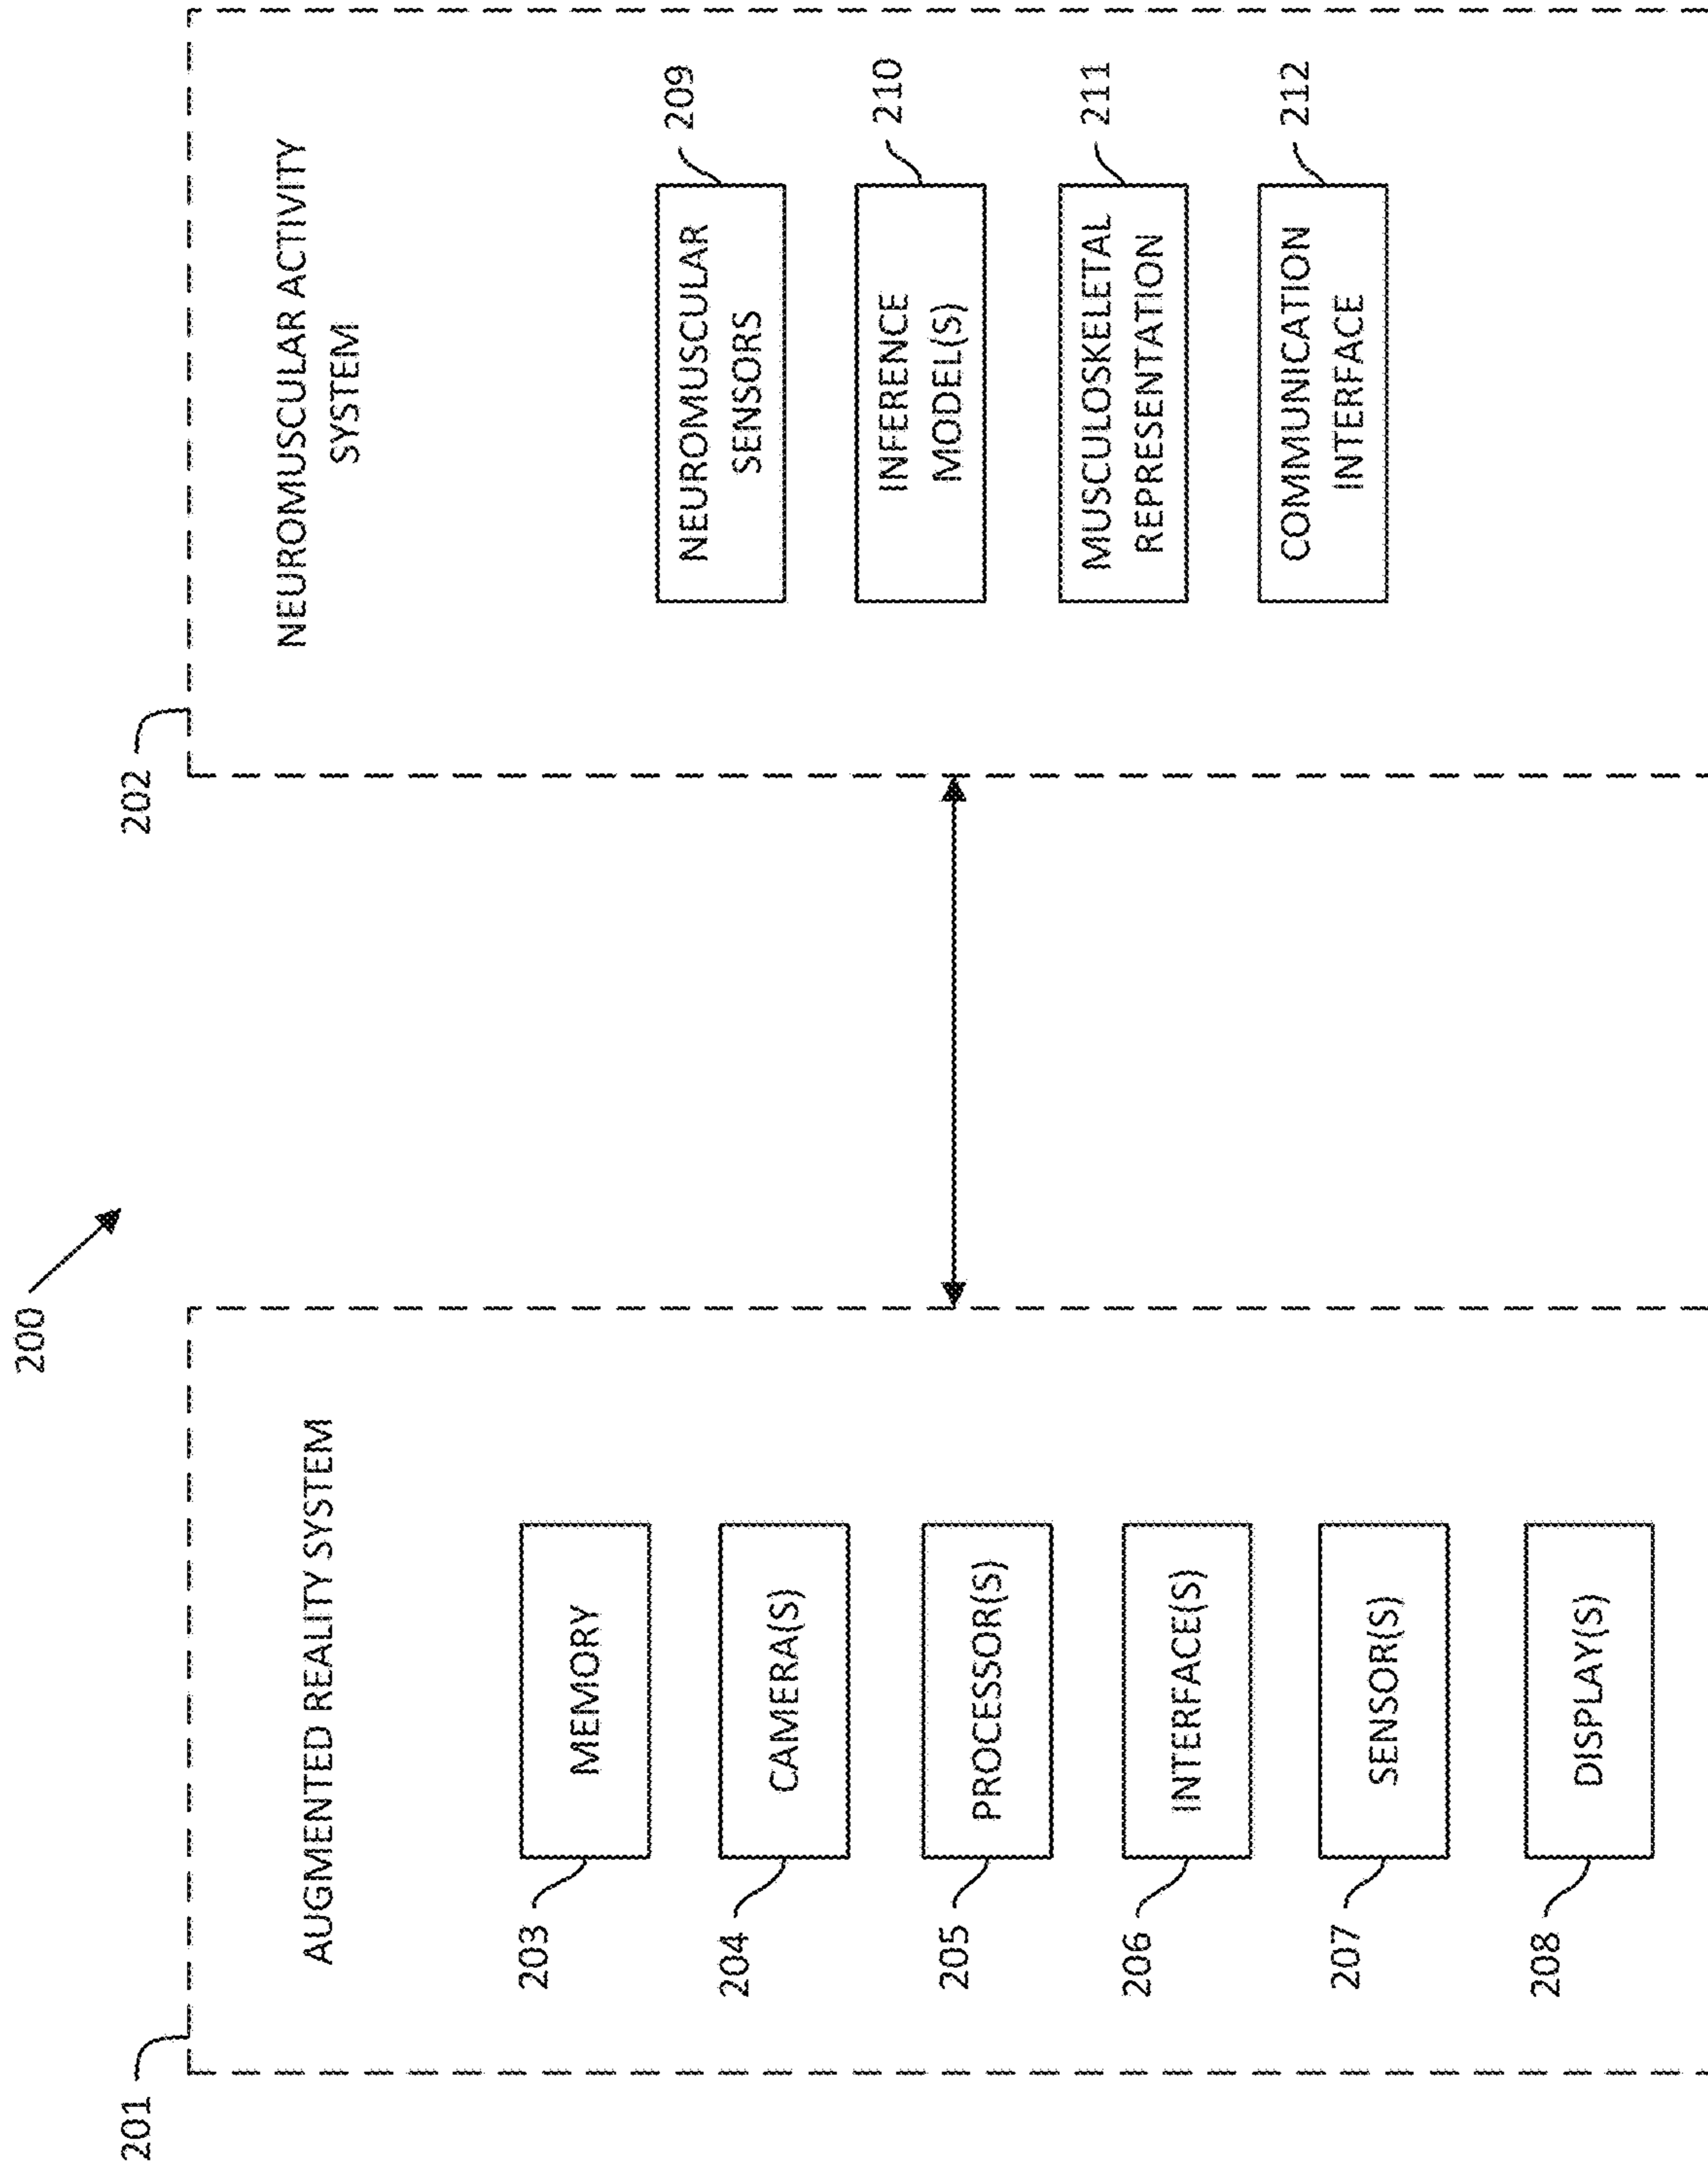 200
201
AUGMENTED REALITY SYSTEM
203
MEMORY
204
CAMERA(S)
205
PROCESSOR(S)
206
INTERFACE(S)
207
SENSOR(S)
208
DISPLAY(S)
202
NEUROMUSCULAR ACTIVITY
SYSTEM
NEUROMUSCULAR
SENSORS
209
INFERENCE
MODEL(S)
210
MUSCULOSKELETAL
REPRESENTATION
211
COMMUNICATION
INTERFACE
212